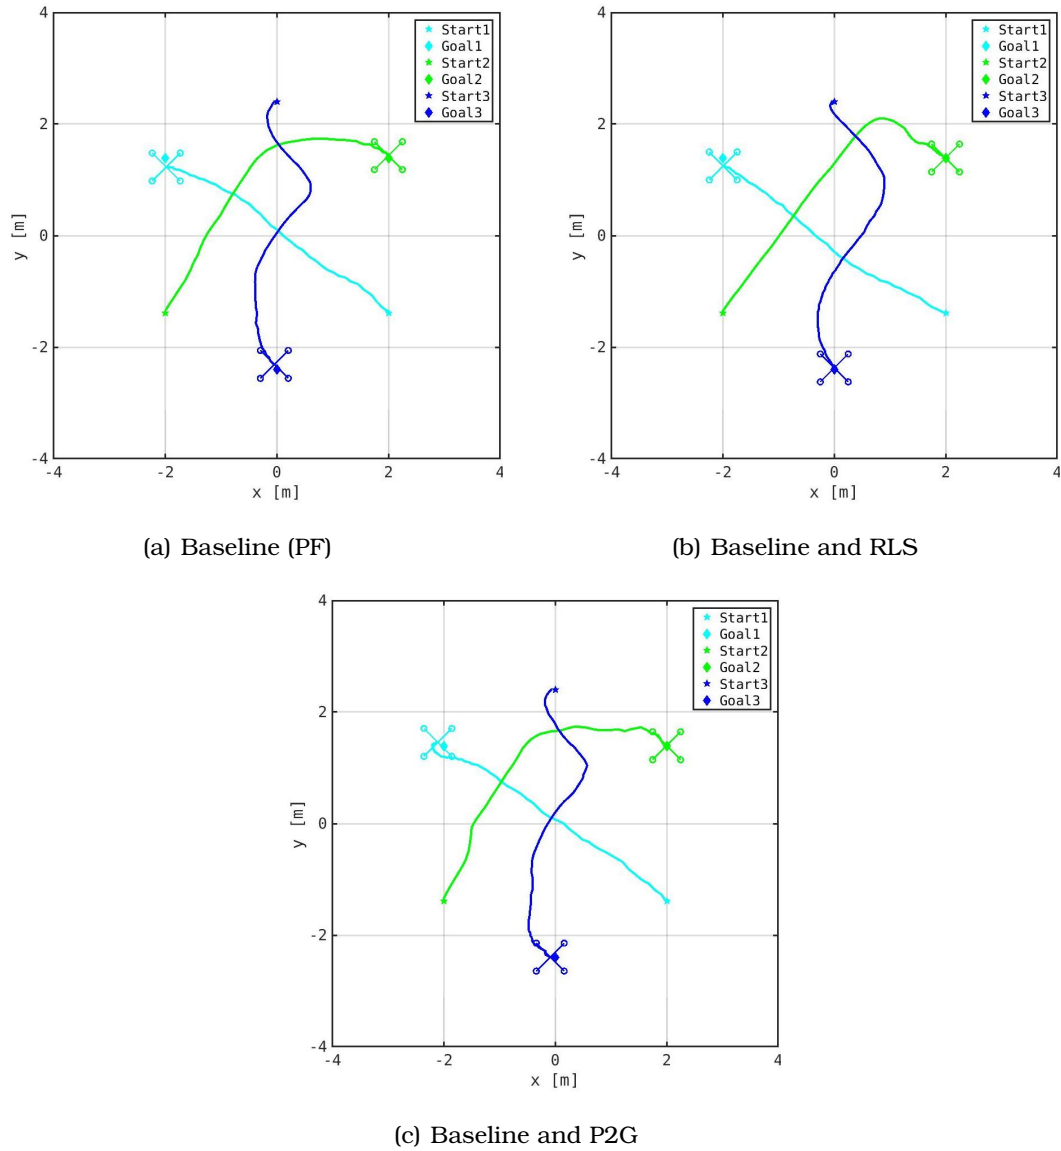 4
2
0
-2
-4
y [m]
-4
-2
0
2
4
x [m]
Start1
Goal1
Start2
Goal2
Start3
Goal3
(a) Baseline (PF)
4
2
0
-2
-4
y [m]
-4
-2
0
2
4
x [m]
Start1
Goal1
Start2
Goal2
Start3
Goal3
(b) Baseline and RLS
4
2
0
-2
-4
y [m]
-4
-2
0
2
4
x [m]
Start1
Goal1
Start2
Goal2
Start3
Goal3
(c) Baseline and P2G